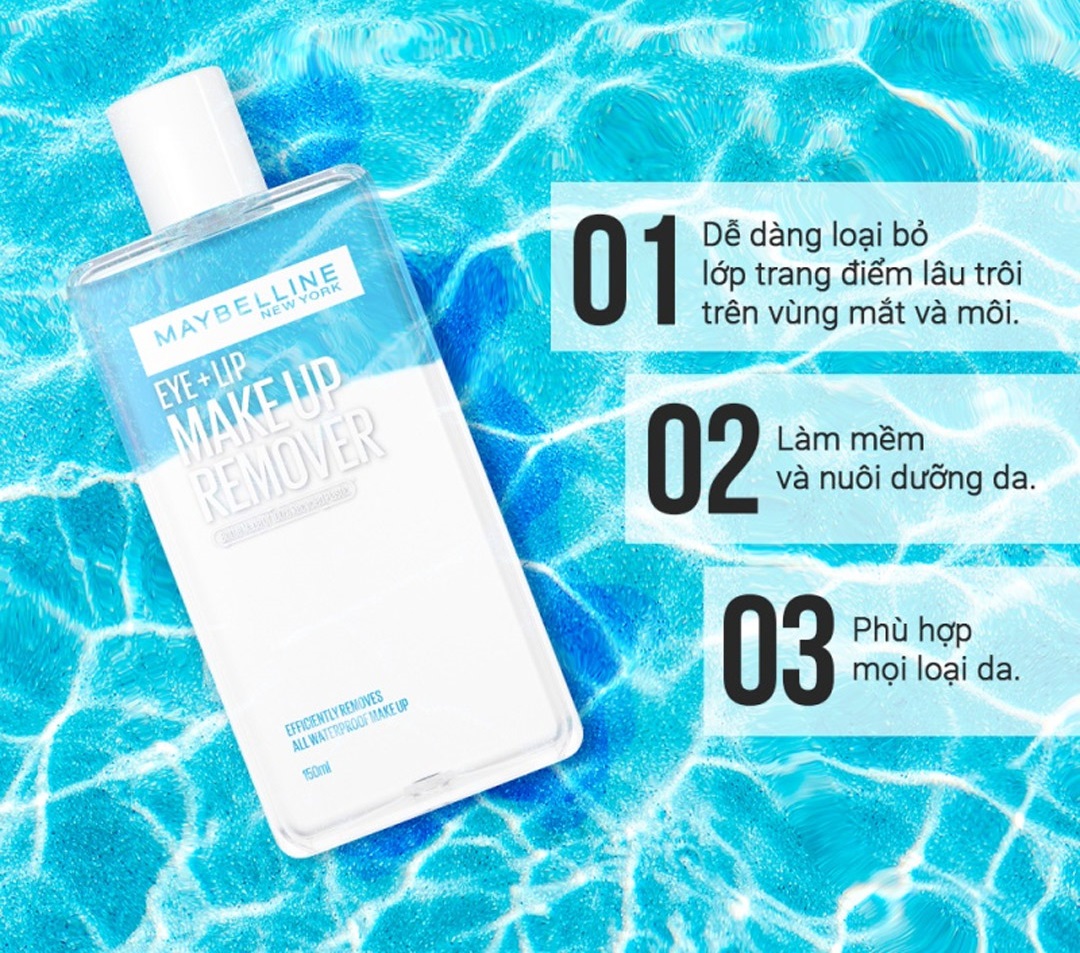 MAYBELLINE
NEW YORK
EYE + LIP
MAKE UP
REMOVER
EFFICIENTLY REMOVES
ALL WATERPROOF MAKE UP
150ml
01
Dễ dàng loại bỏ
lớp trang điểm lâu trôi
trên vùng mắt và môi.
02
Làm mềm
và nuôi dưỡng da.
03
Phù hợp
mọi loại da.